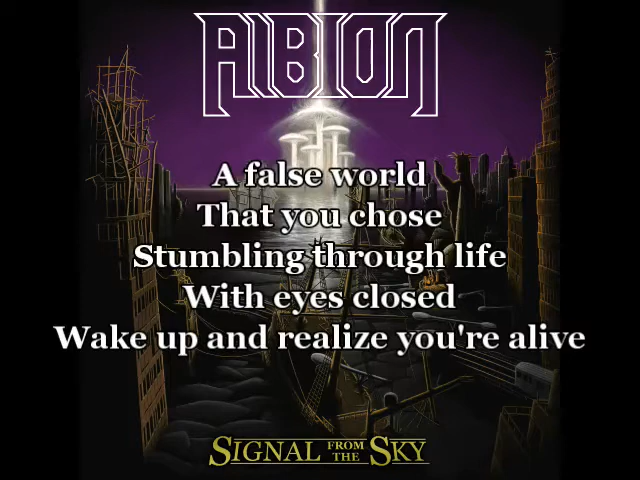 ALBION
A false world
That you chose
Stumbling through life
With eyes closed
Wake up and realize you're alive
SIGNAL FROM THE SKY